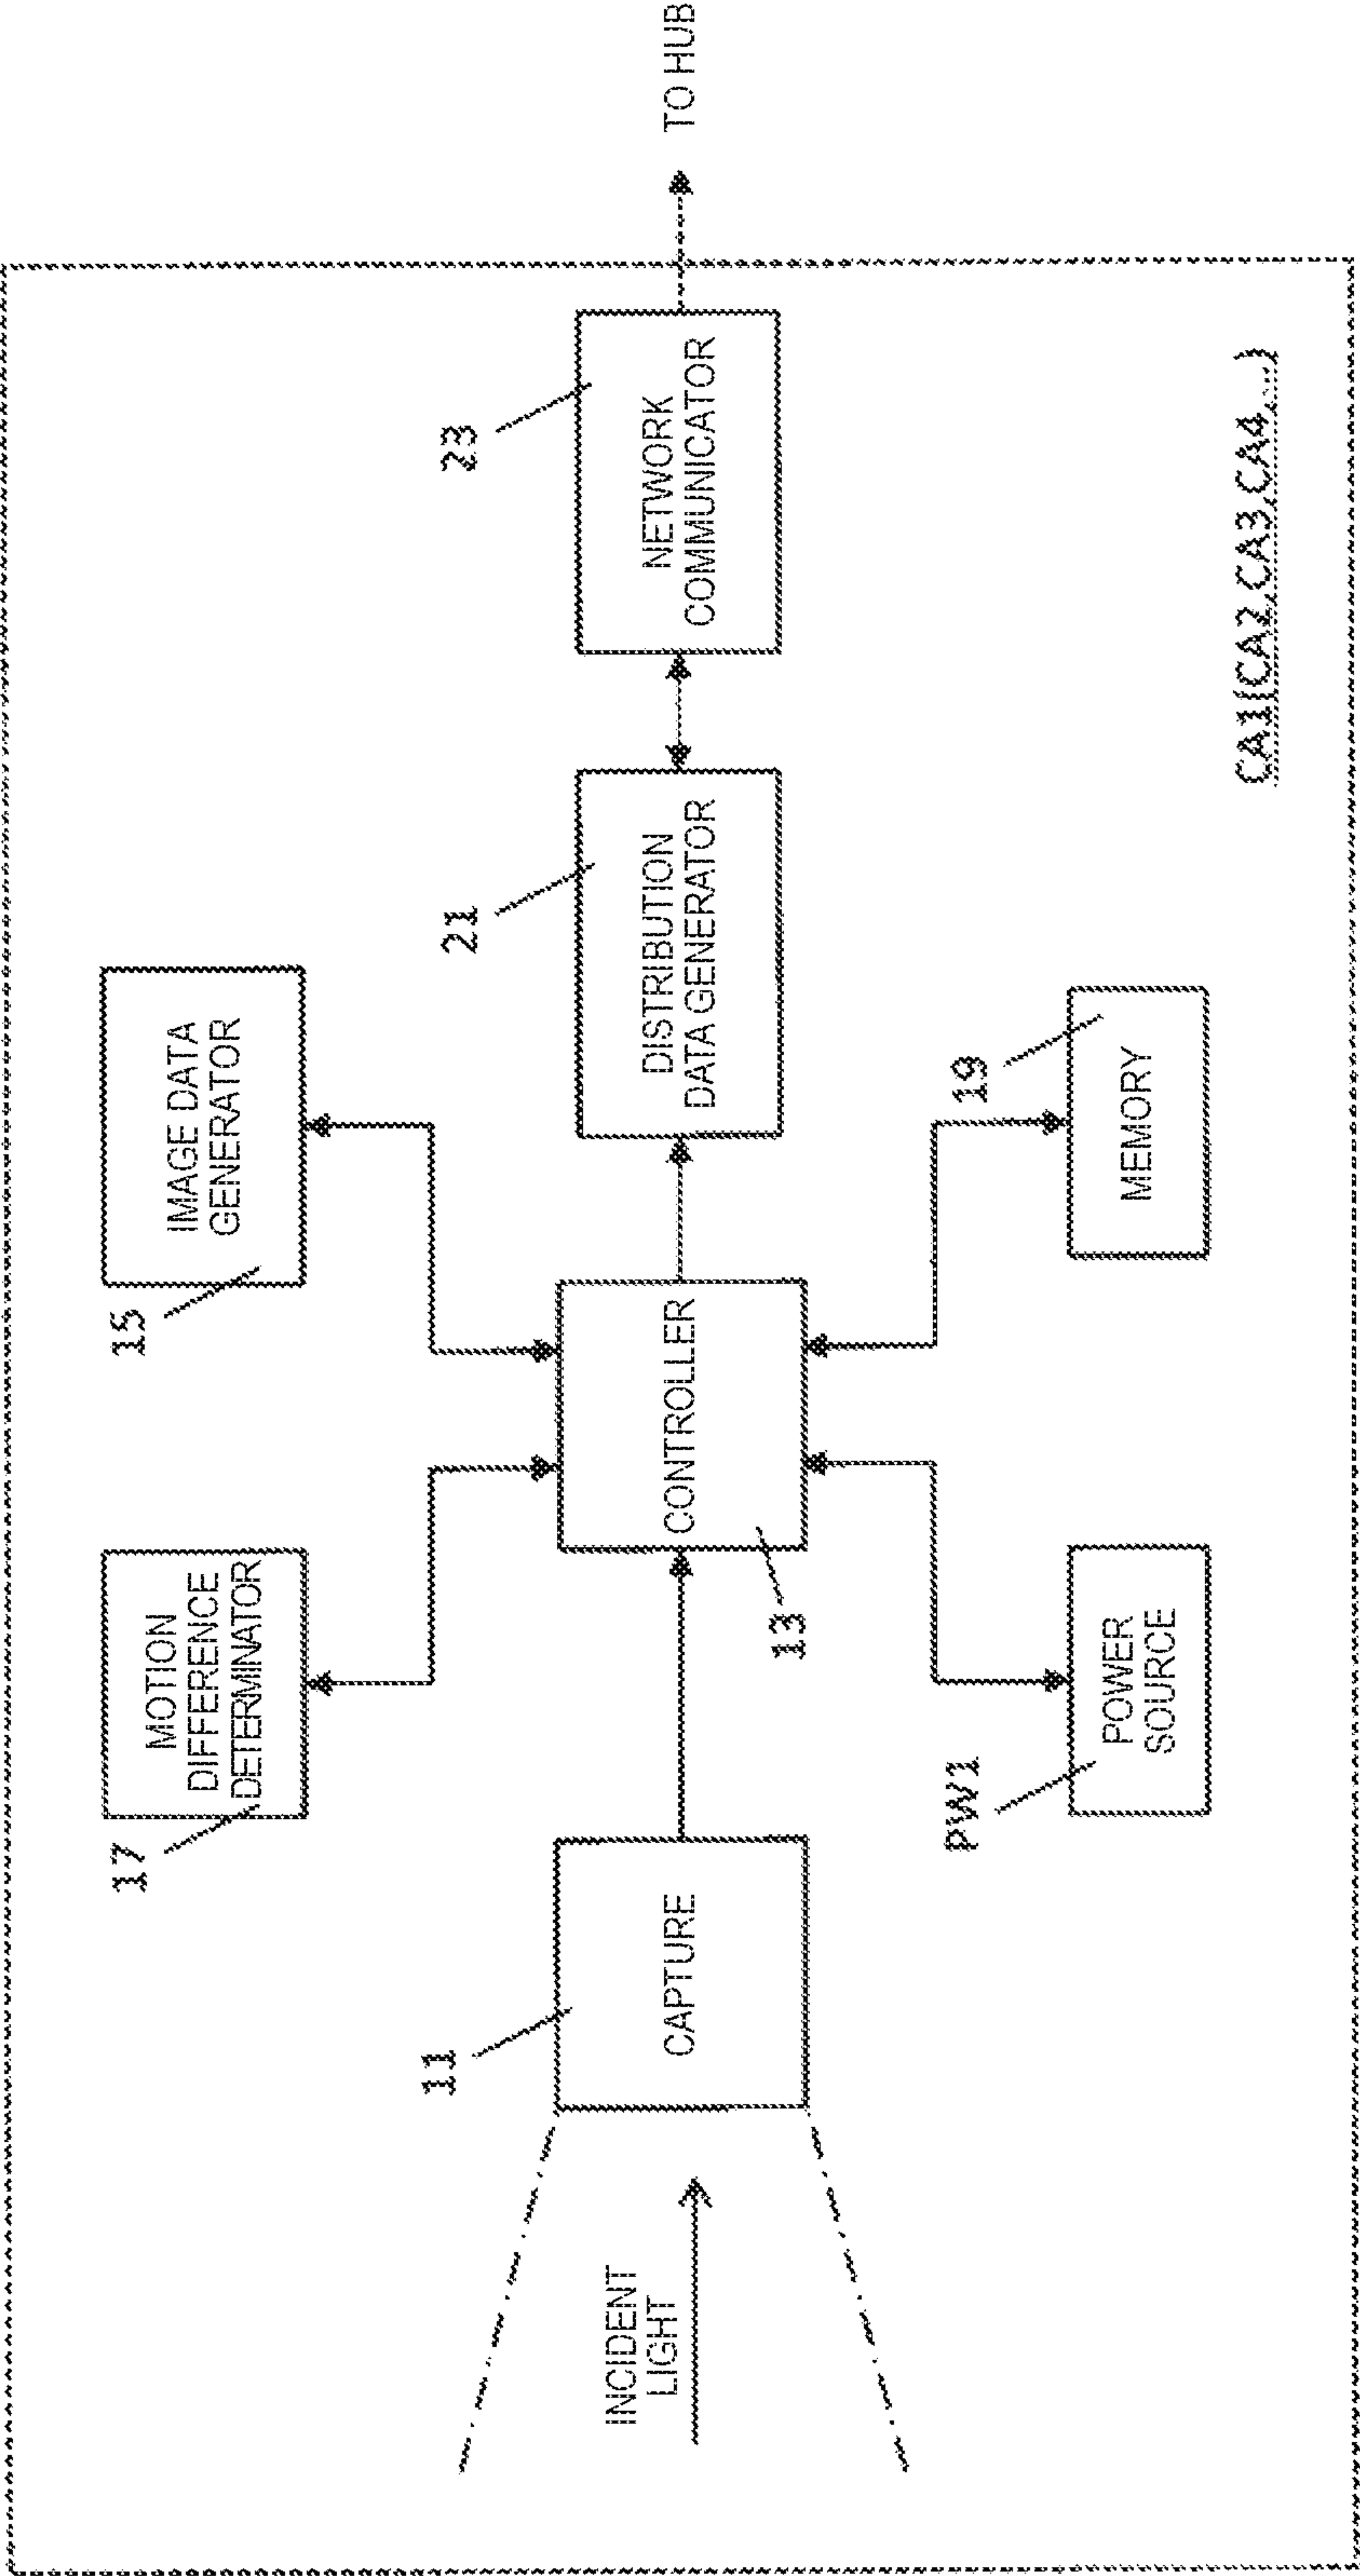 17
MOTION
DIFFERENCE
DETERMINATOR
15
IMAGE DATA
GENERATOR
INCIDENT
LIGHT
11
CAPTURE
CONTROLLER
13
21
DISTRIBUTION
DATA GENERATOR
23
NETWORK
COMMUNICATOR
TO HUB
PW1
POWER
SOURCE
19
MEMORY
CA1(CA2,CA3,CA4,...)